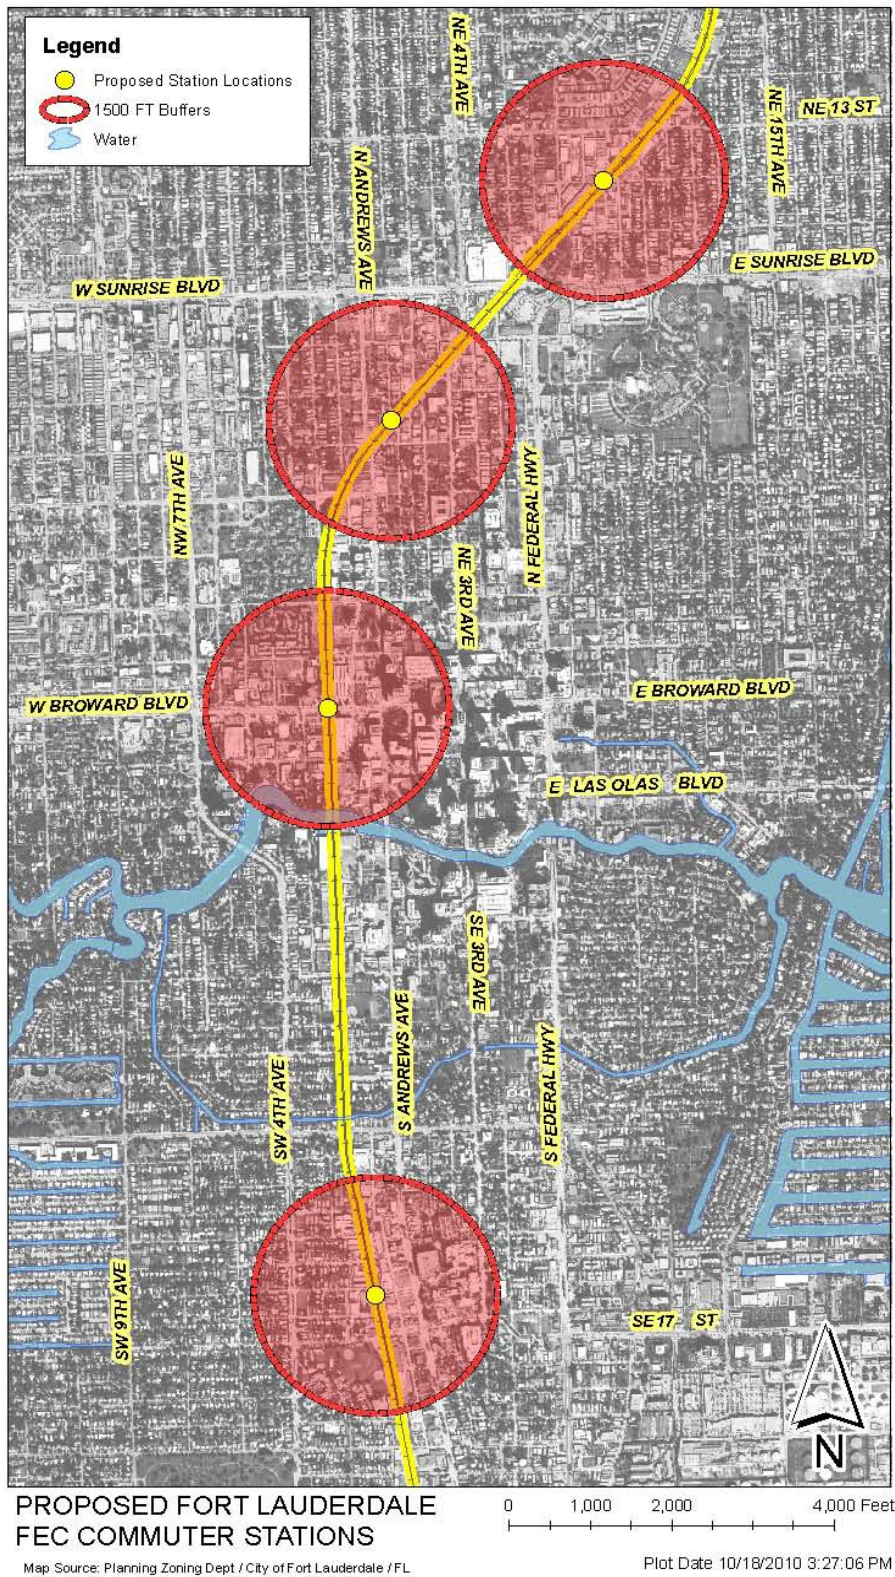 Legend
Proposed Station Locations
1500 FT Buffers
Water
NE 4TH AVE
NE 13 ST
NE 15TH AVE
N ANDREWS AVE
E SUNRISE BLVD
W SUNRISE BLVD
NW 7TH AVE
N FEDERAL HWY
NE 3RD AVE
E BROWARD BLVD
W BROWARD BLVD
E LAS OLAS BLVD
SE 3RD AVE
S ANDREWS AVE
SW 4TH AVE
S FEDERAL HWY
SW 9TH AVE
SE 17 ST
N
PROPOSED FORT LAUDERDALE
FEC COMMUTER STATIONS
0 1,000 2,000 4,000 Feet
Map Source: Planning Zoning Dept / City of Fort Lauderdale / FL
Plot Date 10/18/2010 3:27:06 PM